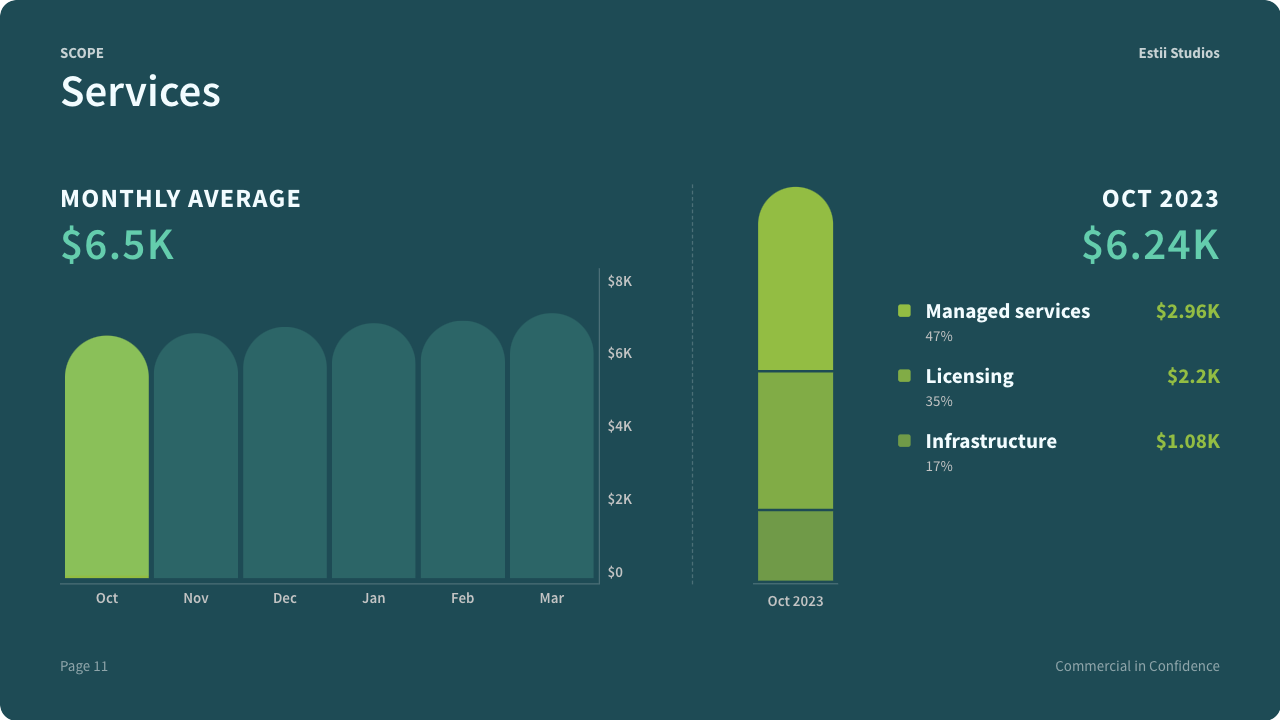 SCOPE
Estii Studios
Services
MONTHLY AVERAGE
$6.5K
$8K
$6K
$4K
$2K
$0
Oct
Nov
Dec
Jan
Feb
Mar
Oct 2023
OCT 2023
$6.24K
Managed services $2.96K
47%
Licensing $2.2K
35%
Infrastructure $1.08K
17%
Page 11
Commercial in Confidence